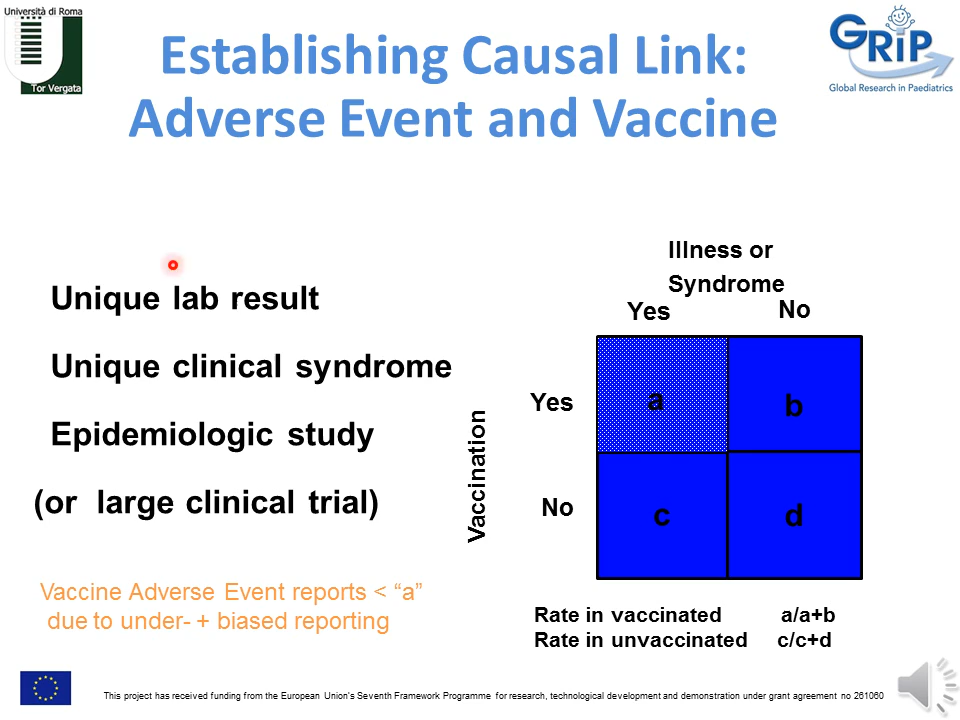 Università di Roma
Tor Vergata
GRIP
Global Research in Paediatrics
Establishing Causal Link:
Adverse Event and Vaccine
Unique lab result
Unique clinical syndrome
Epidemiologic study
(or large clinical trial)
Vaccine Adverse Event reports < “a”
due to under- + biased reporting
Illness or
Syndrome
Yes
No
Vaccination
Yes
No
a
b
c
d
Rate in vaccinated a/a+b
Rate in unvaccinated c/c+d
This project has received funding from the European Union's Seventh Framework Programme for research, technological development and demonstration under grant agreement no 261060